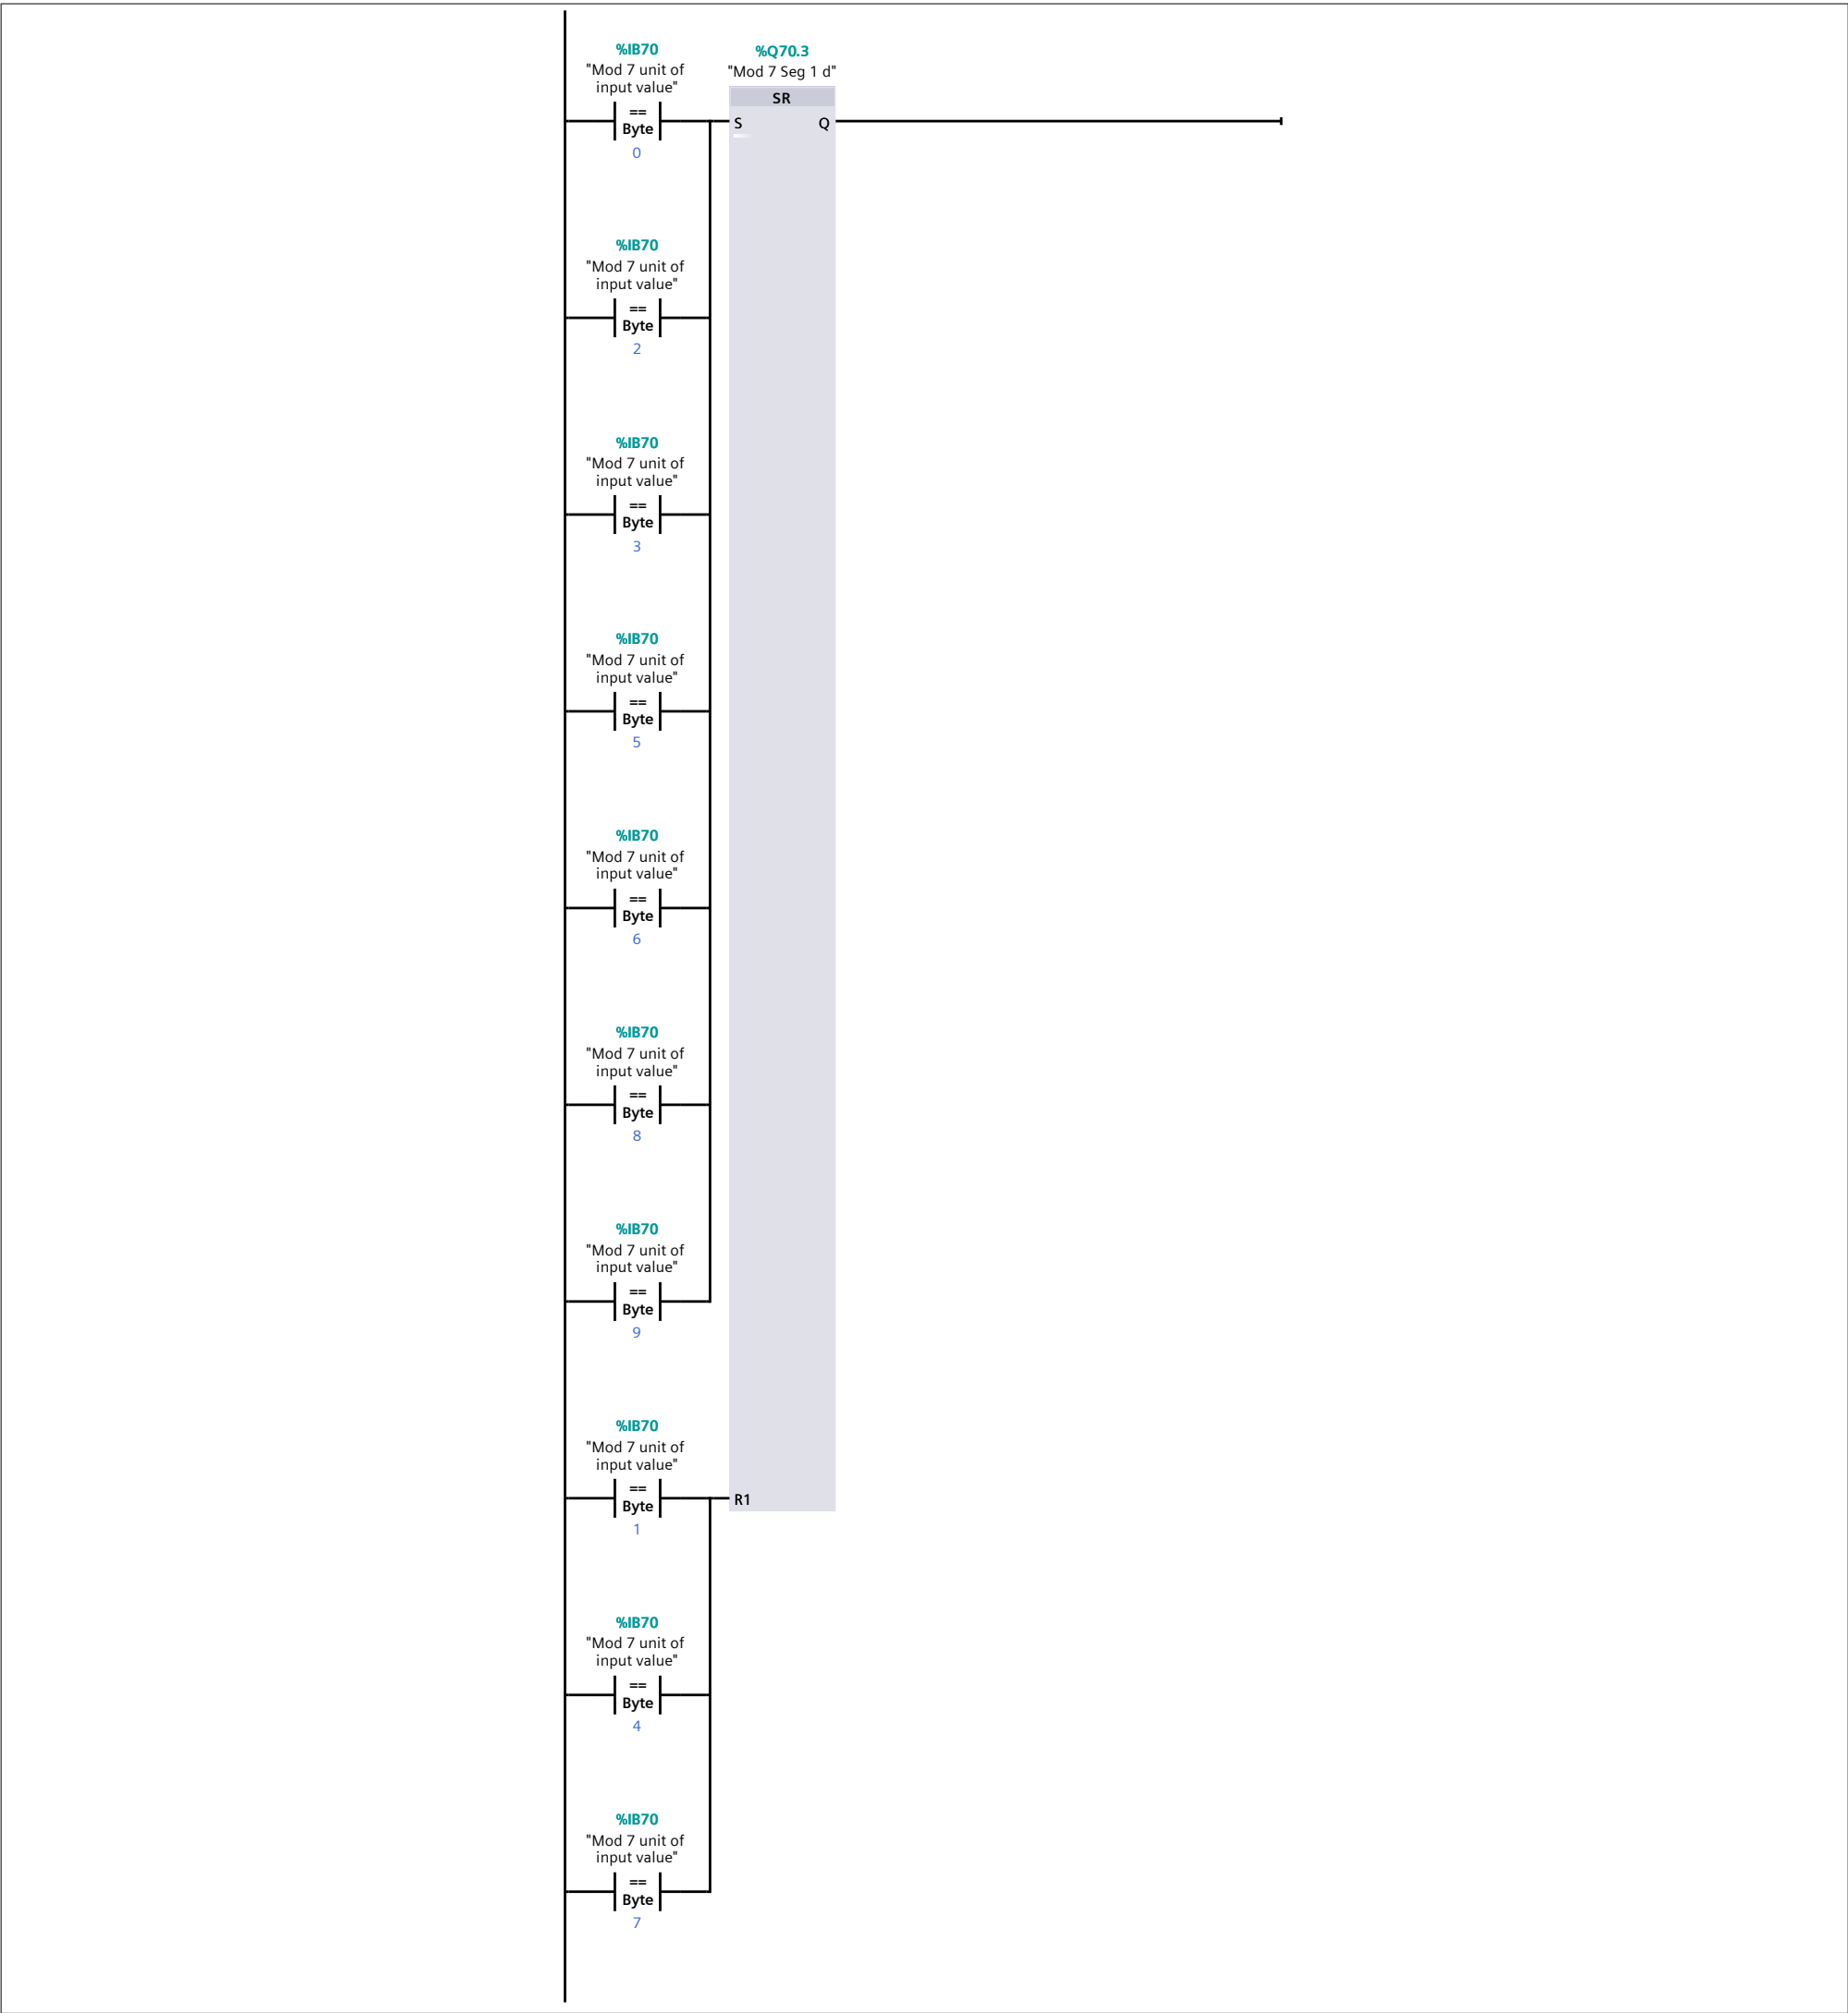 %IB70
"Mod 7 unit of
input value"
==
Byte
0
%Q70.3
"Mod 7 Seg 1 d"
SR
S Q
%IB70
"Mod 7 unit of
input value"
==
Byte
2
%IB70
"Mod 7 unit of
input value"
==
Byte
3
%IB70
"Mod 7 unit of
input value"
==
Byte
5
%IB70
"Mod 7 unit of
input value"
==
Byte
6
%IB70
"Mod 7 unit of
input value"
==
Byte
8
%IB70
"Mod 7 unit of
input value"
==
Byte
9
%IB70
"Mod 7 unit of
input value"
==
Byte
1
R1
%IB70
"Mod 7 unit of
input value"
==
Byte
4
%IB70
"Mod 7 unit of
input value"
==
Byte
7